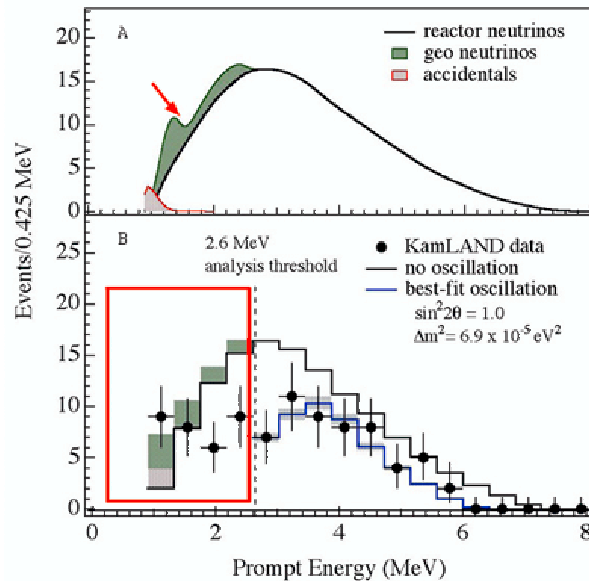 A
reactor neutrinos
geo neutrinos
accidentals
20
15
10
5
0
B
2.6 MeV
analysis threshold
KamLAND data
no oscillation
best-fit oscillation
sin²2θ = 1.0
Δm²= 6.9 x 10⁻⁵ eV²
25
20
15
10
5
0
Events/0.425 MeV
0 2 4 6 8
Prompt Energy (MeV)